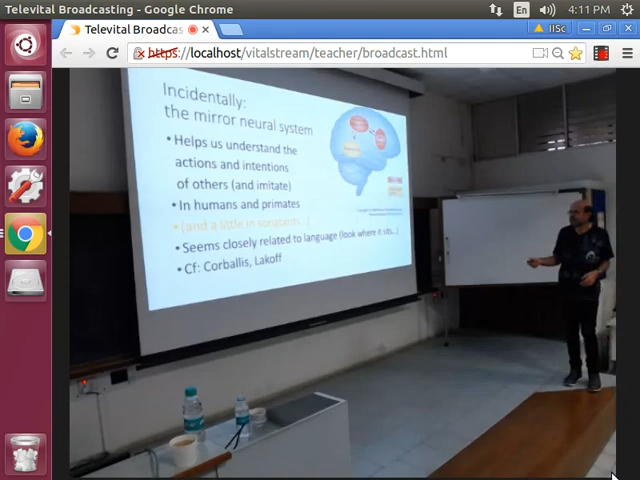 Televital Broadcasting - Google Chrome
En
4:11 PM
Televital Broadcas
IISc
https://localhost/vitalstream/teacher/broadcast.html
Incidentally:
the mirror neural system
• Helps us understand the
actions and intentions
of others (and imitate)
• In humans and primates
• (and a little in songbirds...)
• Seems closely related to language (look where it sits...)
• Cf: Corballis, Lakoff